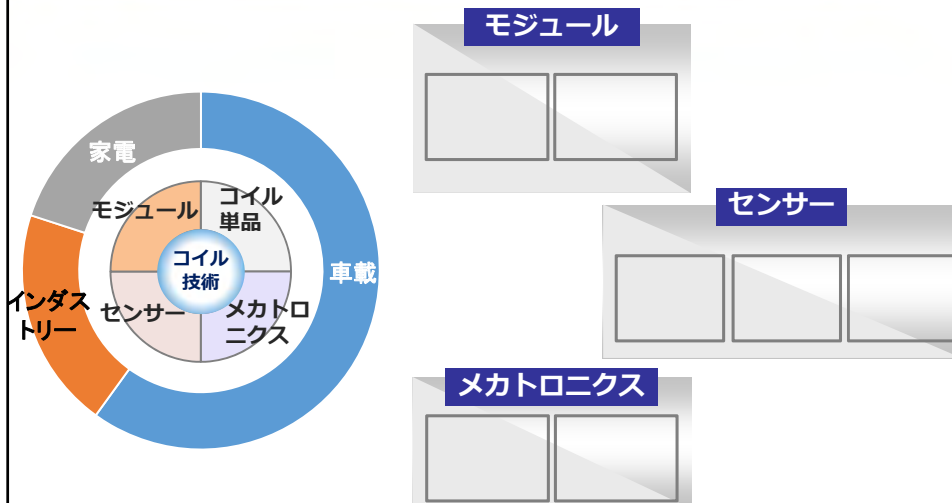 モジュール
家電
モジュール
コイル
単品
コイル
技術
車載
インダス
トリー
センサー
メカトロ
ニクス
センサー
メカトロニクス